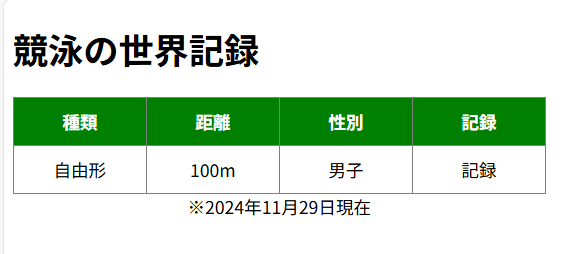 競泳の世界記録
種類 距離 性別 記録
自由形 100m 男子 記録
※2024年11月29日現在